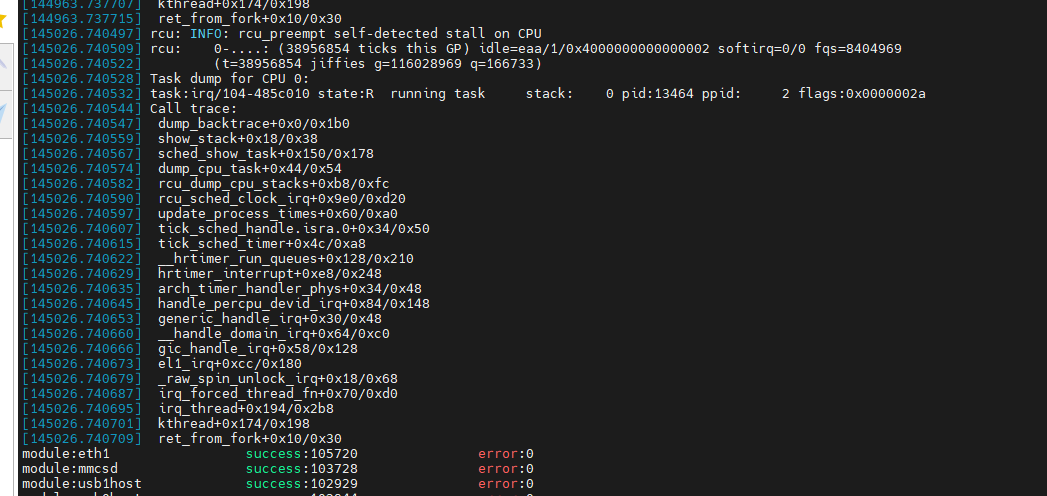 [144963.737707]  kthread+0x174/0x198
[144963.737715]  ret_from_fork+0x10/0x30
[145026.740497] rcu: INFO: rcu_preempt self-detected stall on CPU
[145026.740509] rcu:    0-....: (38956854 ticks this GP) idle=eaa/1/0x4000000000000002 softirq=0/0 fqs=8404969
[145026.740522]         (t=38956854 jiffies g=116028969 q=166733)
[145026.740528] Task dump for CPU 0:
[145026.740532] task:irq/104-485c010 state:R  running task     stack:    0 pid:13464 ppid:     2 flags:0x0000002a
[145026.740544] Call trace:
[145026.740547]  dump_backtrace+0x0/0x1b0
[145026.740559]  show_stack+0x18/0x38
[145026.740567]  sched_show_task+0x150/0x178
[145026.740574]  dump_cpu_task+0x44/0x54
[145026.740582]  rcu_dump_cpu_stacks+0xb8/0xfc
[145026.740590]  rcu_sched_clock_irq+0x9e0/0xd20
[145026.740597]  update_process_times+0x60/0xa0
[145026.740607]  tick_sched_handle.isra.0+0x34/0x50
[145026.740615]  tick_sched_timer+0x4c/0xa8
[145026.740622]  __hrtimer_run_queues+0x128/0x210
[145026.740629]  hrtimer_interrupt+0xe8/0x248
[145026.740635]  arch_timer_handler_phys+0x34/0x48
[145026.740645]  handle_percpu_devid_irq+0x84/0x148
[145026.740653]  generic_handle_irq+0x30/0x48
[145026.740660]  __handle_domain_irq+0x64/0xc0
[145026.740666]  gic_handle_irq+0x58/0x128
[145026.740673]  el1_irq+0xcc/0x180
[145026.740679]  _raw_spin_unlock_irq+0x18/0x68
[145026.740687]  irq_forced_thread_fn+0x70/0xd0
[145026.740695]  irq_thread+0x194/0x2b8
[145026.740701]  kthread+0x174/0x198
[145026.740709]  ret_from_fork+0x10/0x30
module:eth1                 success:105720               error:0
module:mmcsd                success:103728               error:0
module:usb1host             success:102929               error:0